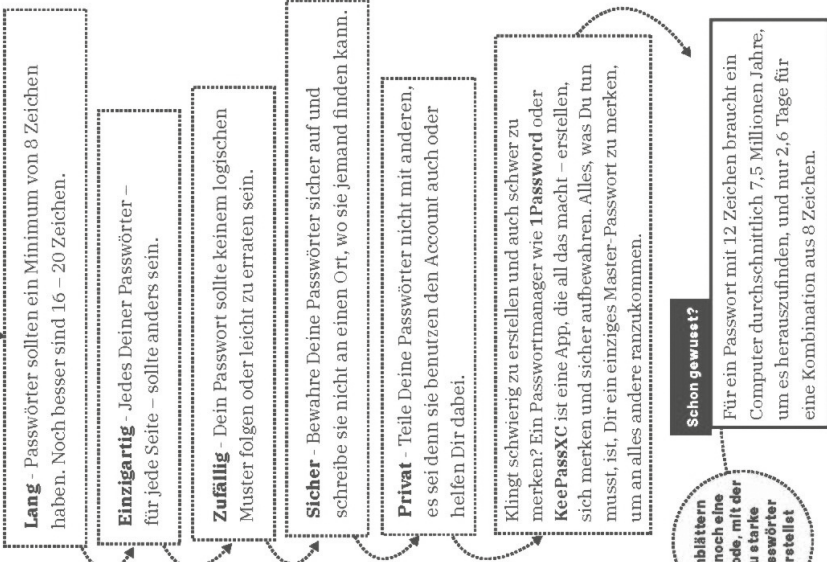 Lang - Passwörter sollten ein Minimum von 8 Zeichen
haben. Noch besser sind 16 – 20 Zeichen.
Einzigartig - Jedes Deiner Passwörter –
für jede Seite – sollte anders sein.
Zufällig - Dein Passwort sollte keinem logischen
Muster folgen oder leicht zu erraten sein.
Sicher - Bewahre Deine Passwörter sicher auf und
schreibe sie nicht an einen Ort, wo sie jemand finden kann.
Privat - Teile Deine Passwörter nicht mit anderen,
es sei denn sie benutzen den Account auch oder
helfen Dir dabei.
Klingt schwierig zu erstellen und auch schwer zu
merken? Ein Passwortmanager wie 1Password oder
KeePassXC ist eine App, die all das macht – erstellen,
sich merken und sicher aufbewahren. Alles, was Du tun
musst, ist, Dir ein einziges Master-Passwort zu merken,
um an alles andere ranzukommen.
Schon gewusst?
Für ein Passwort mit 12 Zeichen braucht ein
Computer durchschnittlich 7,5 Millionen Jahre,
um es herauszufinden, und nur 2,6 Tage für
eine Kombination aus 8 Zeichen.
noch eine
mit der
starke